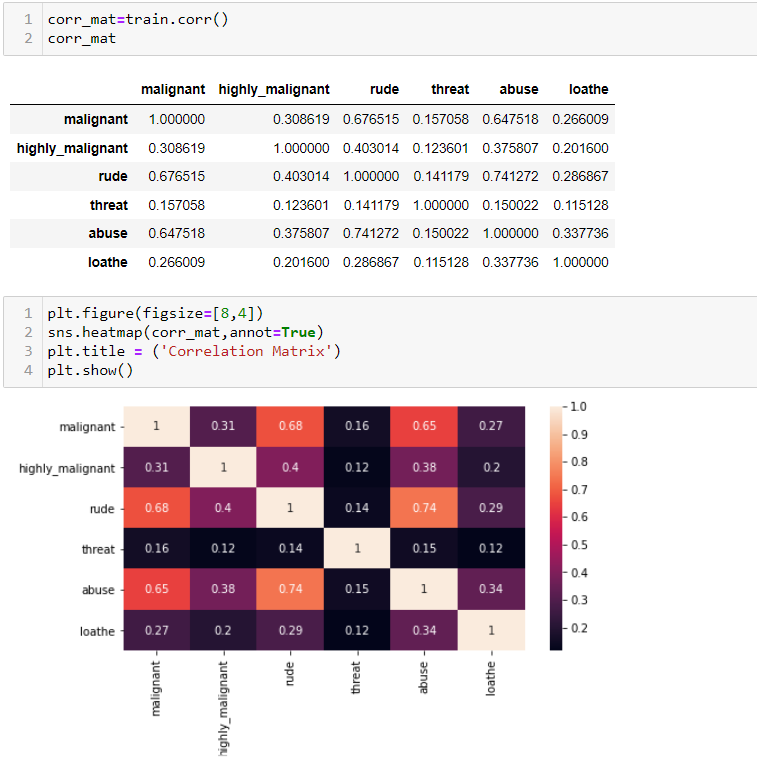 1 corr_mat=train.corr()
2 corr_mat
malignant highly_malignant rude threat abuse loathe
malignant 1.000000 0.308619 0.676515 0.157058 0.647518 0.266009
highly_malignant 0.308619 1.000000 0.403014 0.123601 0.375807 0.201600
rude 0.676515 0.403014 1.000000 0.141179 0.741272 0.286867
threat 0.157058 0.123601 0.141179 1.000000 0.150022 0.115128
abuse 0.647518 0.375807 0.741272 0.150022 1.000000 0.337736
loathe 0.266009 0.201600 0.286867 0.115128 0.337736 1.000000
1 plt.figure(figsize=[8,4])
2 sns.heatmap(corr_mat,annot=True)
3 plt.title = ('Correlation Matrix')
4 plt.show()
malignant 1 0.31 0.68 0.16 0.65 0.27
highly_malignant 0.31 1 0.4 0.12 0.38 0.2
rude 0.68 0.4 1 0.14 0.74 0.29
threat 0.16 0.12 0.14 1 0.15 0.12
abuse 0.65 0.38 0.74 0.15 1 0.34
loathe 0.27 0.2 0.29 0.12 0.34 1
malignant highly_malignant rude threat abuse loathe
1.0
0.9
0.8
0.7
0.6
0.5
0.4
0.3
0.2